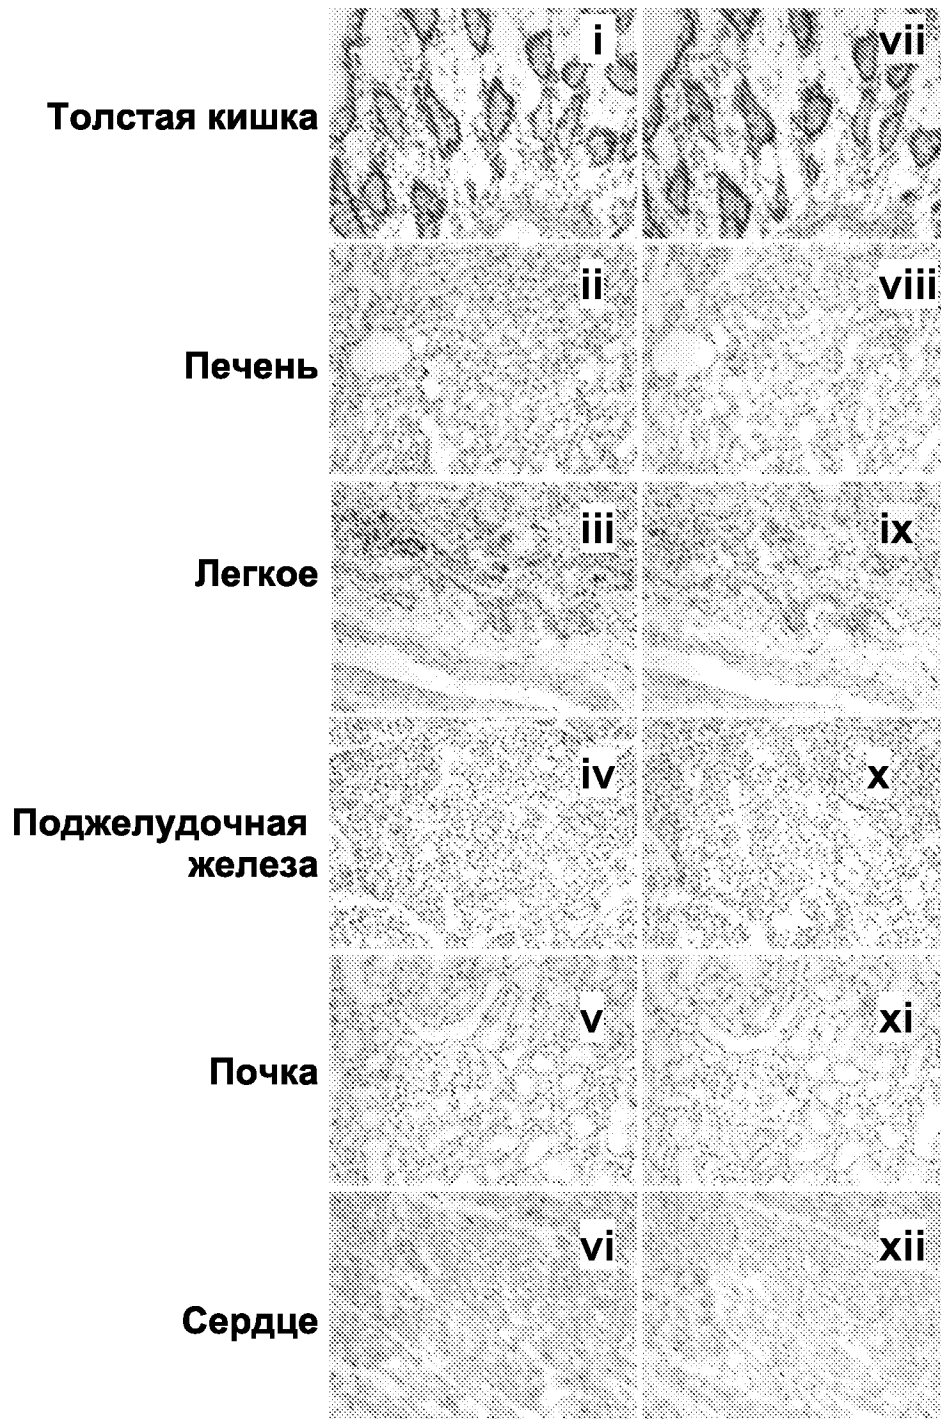 Толстая кишка
i
vii
Печень
ii
viii
Легкое
iii
ix
Поджелудочная
железа
iv
x
Почка
v
xi
Сердце
vi
xii